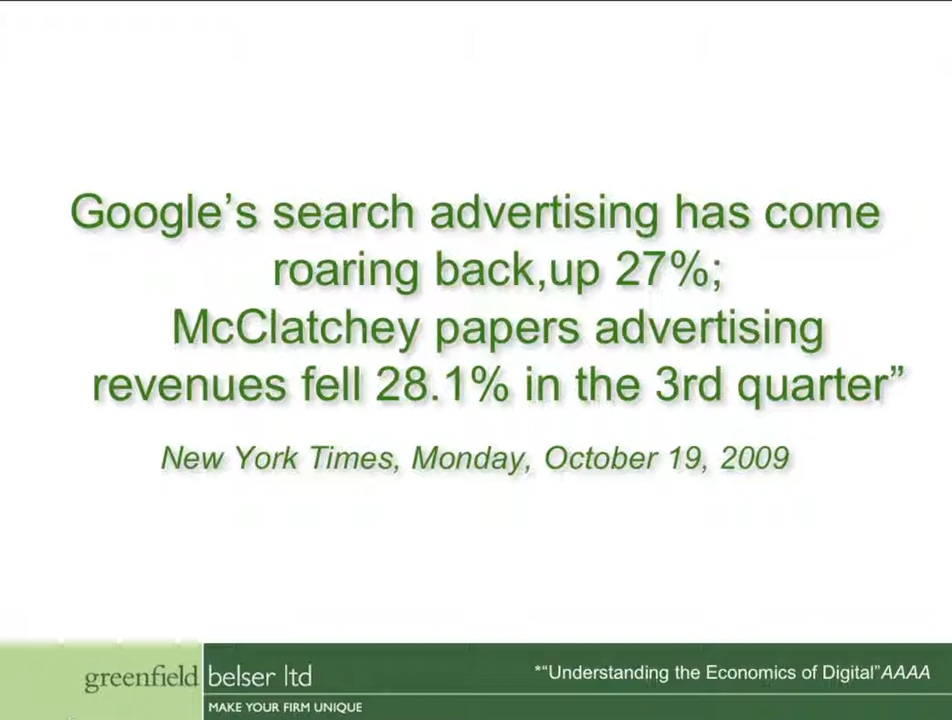 Google’s search advertising has come
roaring back,up 27%;
McClatchey papers advertising
revenues fell 28.1% in the 3rd quarter”
New York Times, Monday, October 19, 2009
greenfield belser ltd
*“Understanding the Economics of Digital”AAAA
MAKE YOUR FIRM UNIQUE